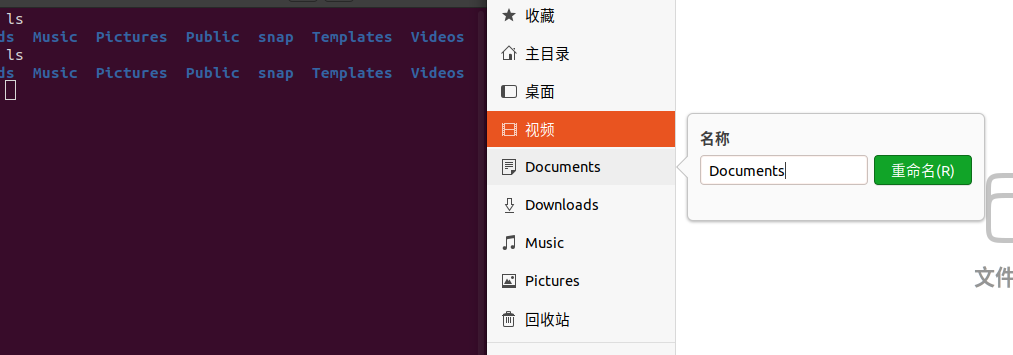 ls
ds Music Pictures Public snap Templates Videos
ls
ds Music Pictures Public snap Templates Videos
收藏
主目录
桌面
视频
Documents
Downloads
Music
Pictures
回收站
名称
Documents 重命名(R)
文件